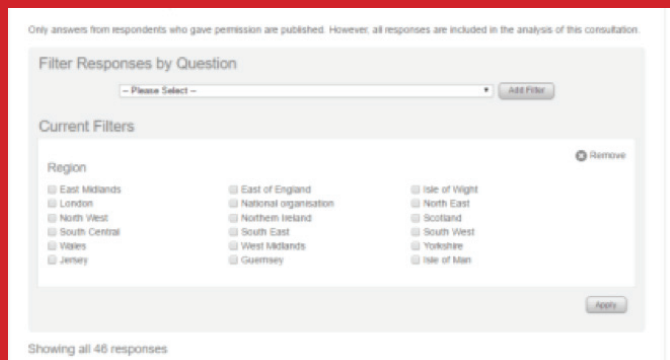 Only answers from respondents who gave permission are published. However, all responses are included in the analysis of this consultation.
Filter Responses by Question
-- Please Select --
Add Filter
Current Filters
Remove
Region
East Midlands
East of England
Isle of Wight
London
National organisation
North East
North West
Northern Ireland
Scotland
South Central
South East
South West
Wales
West Midlands
Yorkshire
Jersey
Guernsey
Isle of Man
Apply
Showing all 46 responses